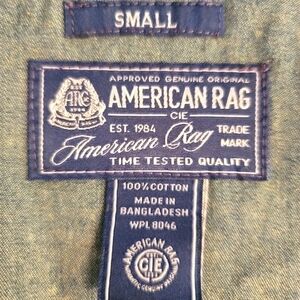 SMALL
APPROVED GENUINE ORIGINAL
ARC
AMERICAN RAG
CIE
EST. 1984
TRADE MARK
American Rag
TIME TESTED QUALITY
100% COTTON
MADE IN
BANGLADESH
WPL 8046
AMERICAN RAG
CIE